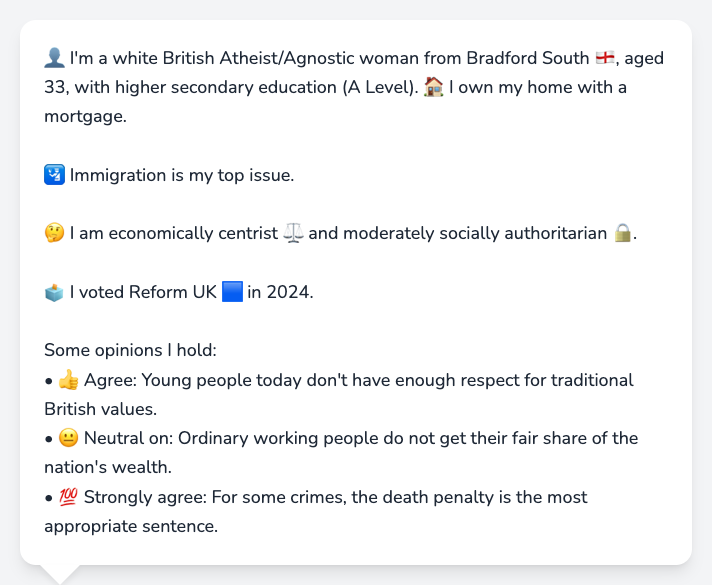 👤 I'm a white British Atheist/Agnostic woman from Bradford South 🏴󠁧󠁢󠁥󠁮󠁧󠁿, aged
33, with higher secondary education (A Level). 🏠 I own my home with a
mortgage.
🛂 Immigration is my top issue.
🤔 I am economically centrist ⚖️ and moderately socially authoritarian 🔒.
🗳️ I voted Reform UK 🟦 in 2024.
Some opinions I hold:
• 👍 Agree: Young people today don't have enough respect for traditional
British values.
• 😐 Neutral on: Ordinary working people do not get their fair share of the
nation's wealth.
• 💯 Strongly agree: For some crimes, the death penalty is the most
appropriate sentence.